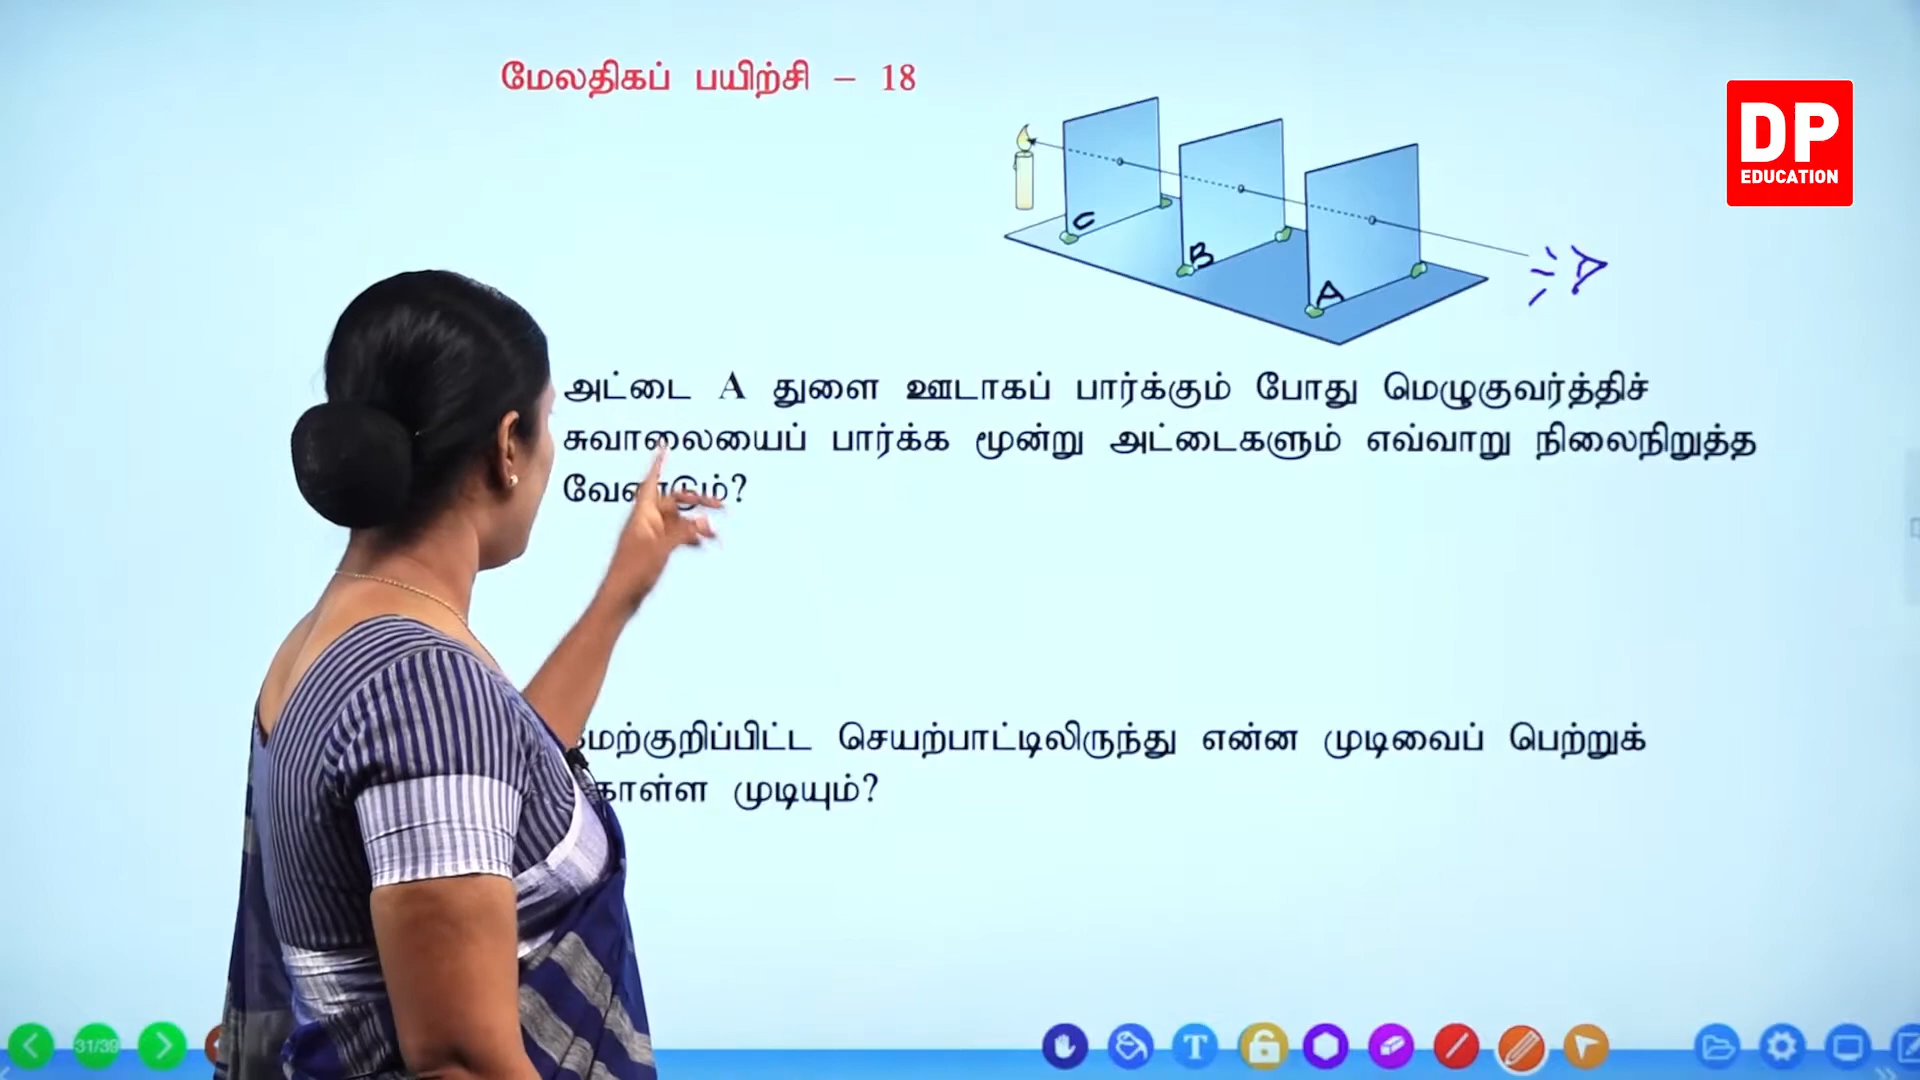 மேலதிகப் பயிற்சி – 18
DP
EDUCATION
C
B
A
அட்டை A துளை ஊடாகப் பார்க்கும் போது மெழுகுவர்த்திச்
சுவாலையைப் பார்க்க மூன்று அட்டைகளும் எவ்வாறு நிலைநிறுத்த
வேண்டும்?
மேற்குறிப்பிட்ட செயற்பாட்டிலிருந்து என்ன முடிவைப் பெற்றுக்
முடியும்?
31/39
T